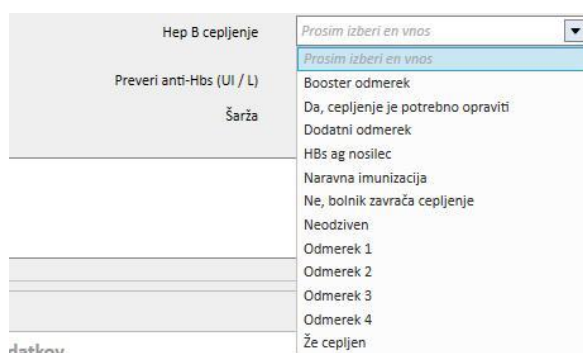 Hep B cepljenje
Prosim izberi en vnos
Prosim izberi en vnos
Preveri anti-Hbs (UI / L)
Booster odmerek
Da, cepljenje je potrebno opraviti
Šarža
Dodatni odmerek
HBs ag nosilec
Naravna imunizacija
Ne, bolnik zavrača cepljenje
Neodziven
Odmerek 1
Odmerek 2
Odmerek 3
Odmerek 4
Že cepljen
datkov